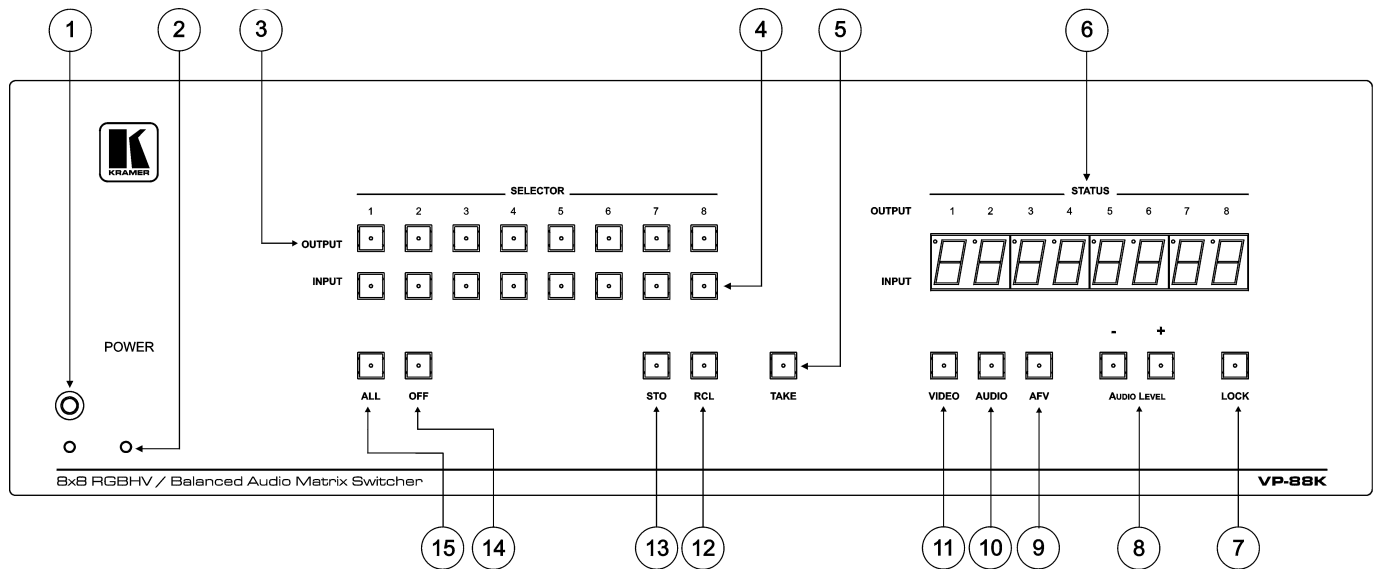 1 2 3 4 5 6
KRAMER
SELECTOR
1 2 3 4 5 6 7 8
OUTPUT
INPUT
STATUS
OUTPUT 1 2 3 4 5 6 7 8
INPUT
- +
POWER
ALL OFF STO RCL TAKE
VIDEO AUDIO AFV AUDIO LEVEL LOCK
8x8 RGBHV / Balanced Audio Matrix Switcher
VP-88K
15 14 13 12 11 10 9 8 7